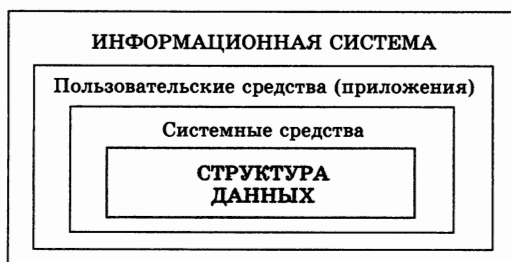 ИНФОРМАЦИОННАЯ СИСТЕМА
Пользовательские средства (приложения)
Системные средства
СТРУКТУРА
ДАННЫХ